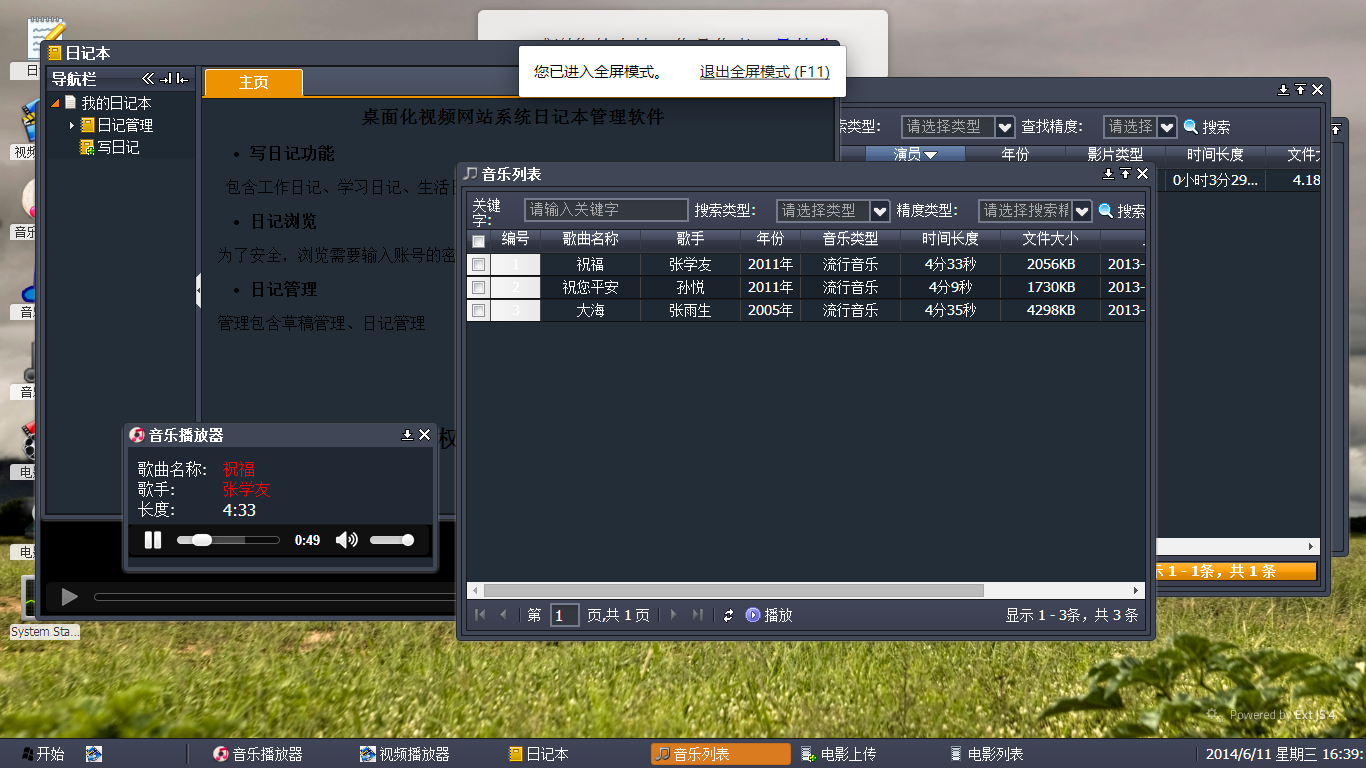 您已进入全屏模式。 退出全屏模式 (F11)
日记本
导航栏
我的日记本
日记管理
写日记
主页
桌面化视频网站系统日记本管理软件
• 写日记功能
包含工作日记、学习日记、生活
• 日记浏览
为了安全，浏览需要输入账号的密
• 日记管理
管理包含草稿管理、日记管理
权
索类型: 请选择类型 查找精度: 请选择 搜索
演员 年份 影片类型 时间长度 文件
0小时3分29... 4.18
示 1 - 1条，共 1 条
音乐列表
关键字: 请输入关键字 搜索类型: 请选择类型 精度类型: 请选择搜索精 搜索
编号 歌曲名称 歌手 年份 音乐类型 时间长度 文件大小
1 祝福 张学友 2011年 流行音乐 4分33秒 2056KB 2013-
2 祝您平安 孙悦 2011年 流行音乐 4分9秒 1730KB 2013-
3 大海 张雨生 2005年 流行音乐 4分35秒 4298KB 2013-
第 1 页,共 1 页 播放 显示 1 - 3条，共 3 条
音乐播放器
歌曲名称: 祝福
歌手: 张学友
长度: 4:33
0:49
日
视频
音乐
音
音
电
电影
System Sta...
Powered by Ext JS 4
开始 音乐播放器 视频播放器 日记本 音乐列表 电影上传 电影列表 2014/6/11 星期三 16:39: